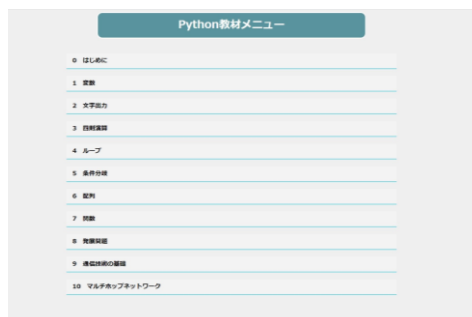 Python教材メニュー
0 はじめに
1 変数
2 文字出力
3 四則演算
4 ループ
5 条件分岐
6 配列
7 関数
8 発展問題
9 通信技術の基礎
10 マルチホップネットワーク